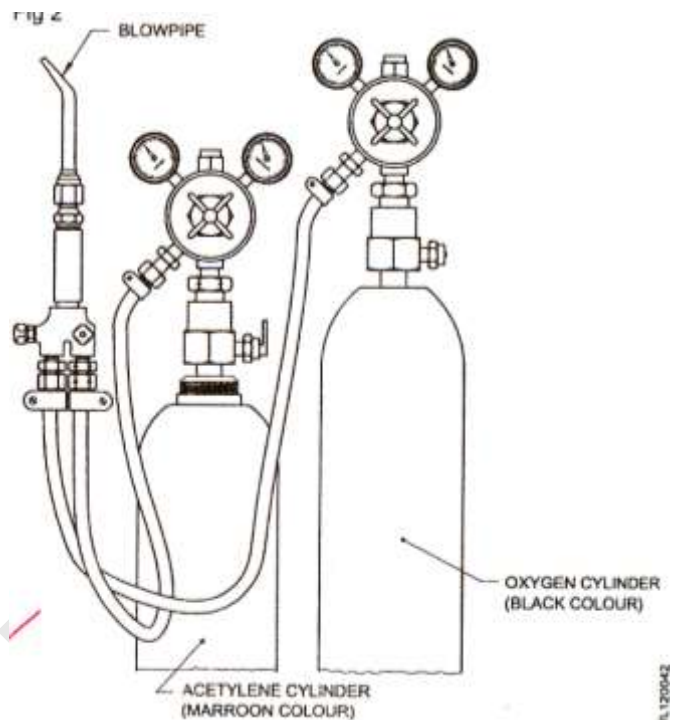 Fig 2
BLOWPIPE
OXYGEN CYLINDER
(BLACK COLOUR)
ACETYLENE CYLINDER
(MARROON COLOUR)